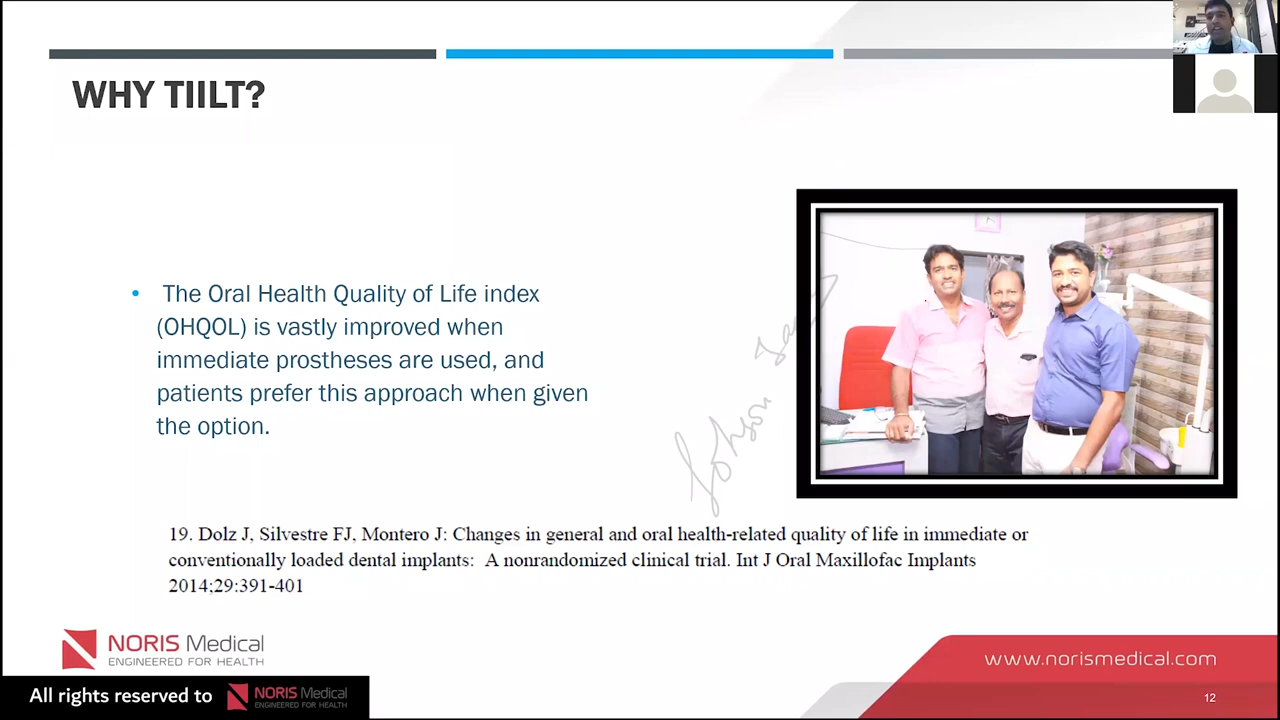 WHY TIILT?
• The Oral Health Quality of Life index
(OHQOL) is vastly improved when
immediate prostheses are used, and
patients prefer this approach when given
the option.
Johson
19. Dolz J, Silvestre FJ, Montero J: Changes in general and oral health-related quality of life in immediate or
conventionally loaded dental implants: A nonrandomized clinical trial. Int J Oral Maxillofac Implants
2014;29:391-401
NORIS Medical
ENGINEERED FOR HEALTH
www.norismedical.com
All rights reserved to
NORIS Medical
ENGINEERED FOR HEALTH
12